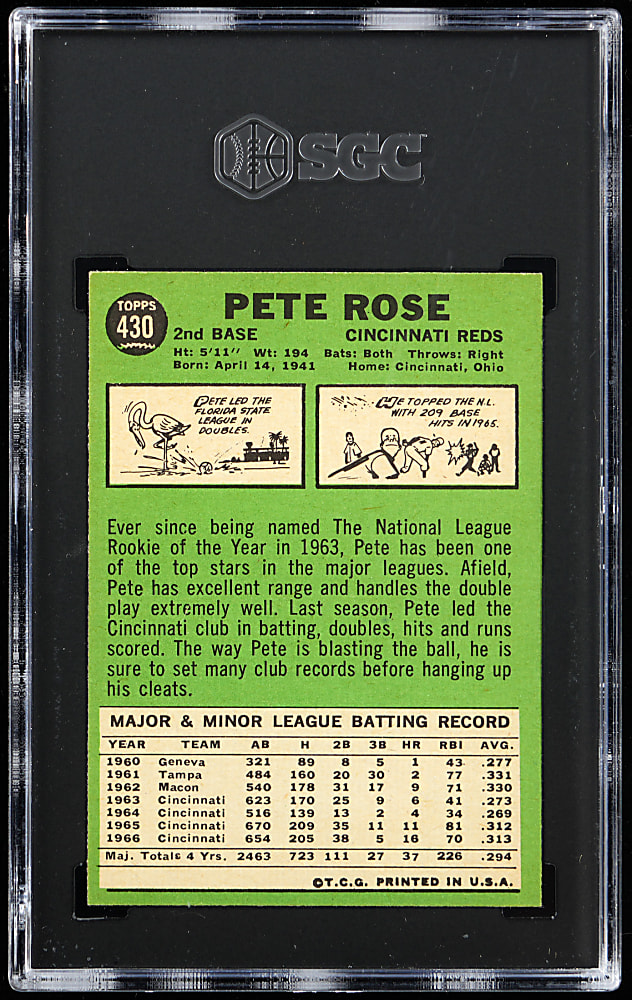 SGC
TOPPS
430
PETE ROSE
2nd BASE CINCINNATI REDS
Ht: 5'11" Wt: 194 Bats: Both Throws: Right
Born: April 14, 1941 Home: Cincinnati, Ohio
PETE LED THE
FLORIDA STATE
LEAGUE IN
DOUBLES.
HE TOPPED THE N.L.
WITH 209 BASE
HITS IN 1965.
Ever since being named The National League
Rookie of the Year in 1963, Pete has been one
of the top stars in the major leagues. Afield,
Pete has excellent range and handles the double
play extremely well. Last season, Pete led the
Cincinnati club in batting, doubles, hits and runs
scored. The way Pete is blasting the ball, he is
sure to set many club records before hanging up
his cleats.
MAJOR & MINOR LEAGUE BATTING RECORD
YEAR TEAM AB H 2B 3B HR RBI AVG.
1960 Geneva 321 89 8 5 1 43 .277
1961 Tampa 484 160 20 30 2 77 .331
1962 Macon 540 178 31 17 9 71 .330
1963 Cincinnati 623 170 25 9 6 41 .273
1964 Cincinnati 516 139 13 2 4 34 .269
1965 Cincinnati 670 209 35 11 11 81 .312
1966 Cincinnati 654 205 38 5 16 70 .313
Maj. Totals 4 Yrs. 2463 723 111 27 37 226 .294
©T.C.G. PRINTED IN U.S.A.